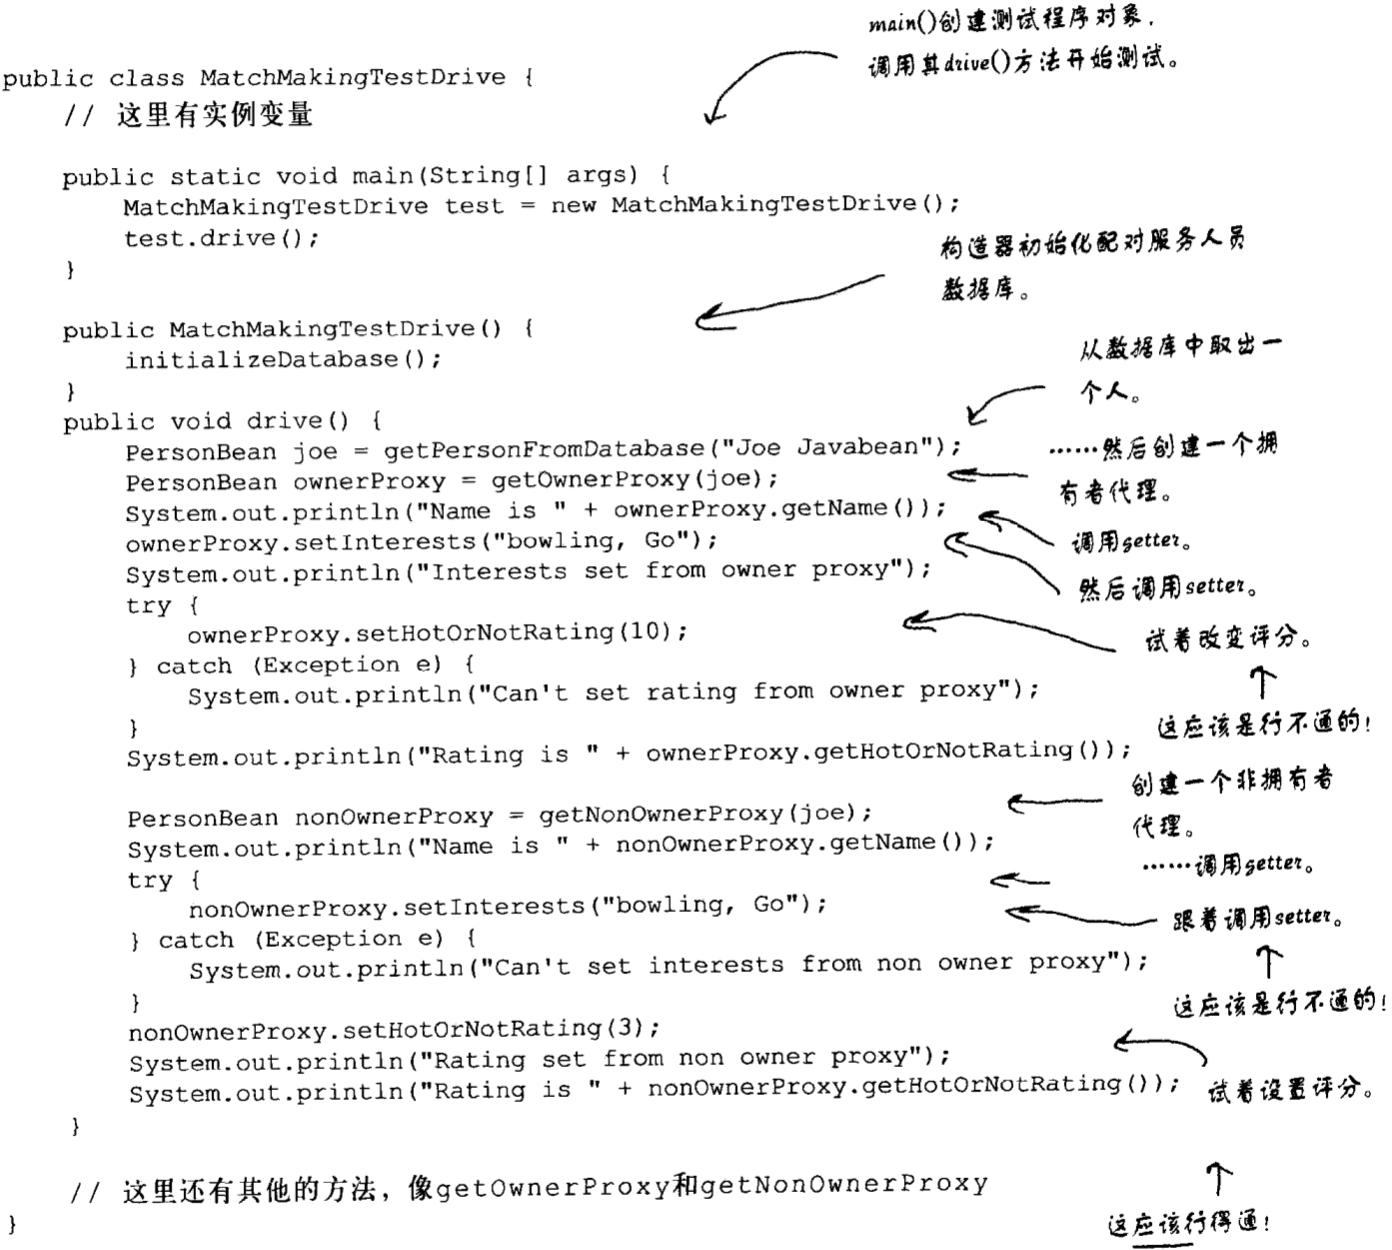 main()创建测试程序对象,
调用其drive()方法开始测试。
public class MatchMakingTestDrive {
// 这里有实例变量
public static void main(String[] args) {
MatchMakingTestDrive test = new MatchMakingTestDrive();
test.drive();
}
构造器初始化配对服务人员
数据库。
public MatchMakingTestDrive() {
initializeDatabase();
}
从数据库中取出一
个人。
public void drive() {
PersonBean joe = getPersonFromDatabase("Joe Javabean");
……然后创建一个拥
有者代理。
PersonBean ownerProxy = getOwnerProxy(joe);
System.out.println("Name is " + ownerProxy.getName());
调用getter。
ownerProxy.setInterests("bowling, Go");
然后调用setter。
System.out.println("Interests set from owner proxy");
try {
ownerProxy.setHotOrNotRating(10);
试着改变评分。
} catch (Exception e) {
System.out.println("Can't set rating from owner proxy");
这应该是行不通的!
}
System.out.println("Rating is " + ownerProxy.getHotOrNotRating());
创建一个非拥有者
代理。
PersonBean nonOwnerProxy = getNonOwnerProxy(joe);
System.out.println("Name is " + nonOwnerProxy.getName());
……调用getter。
try {
nonOwnerProxy.setInterests("bowling, Go");
跟着调用setter。
} catch (Exception e) {
System.out.println("Can't set interests from non owner proxy");
这应该是行不通的!
}
nonOwnerProxy.setHotOrNotRating(3);
System.out.println("Rating set from non owner proxy");
System.out.println("Rating is " + nonOwnerProxy.getHotOrNotRating());
试着设置评分。
}
// 这里还有其他的方法, 像getOwnerProxy和getNonOwnerProxy
}
这应该行得通!